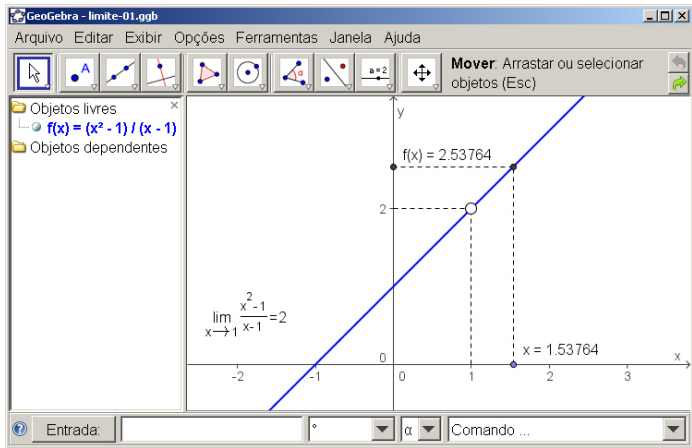 GeoGebra - limite-01.ggb
Arquivo Editar Exibir Opções Ferramentas Janela Ajuda
A
a=2
Mover: Arrastar ou selecionar
objetos (Esc)
Objetos livres
f(x) = (x² - 1) / (x - 1)
Objetos dependentes
y
f(x) = 2.53764
2
lim x→1 x²-1/x-1 =2
x = 1.53764
x
0
-2 -1 0 1 2 3
Entrada:
°
α
Comando ...